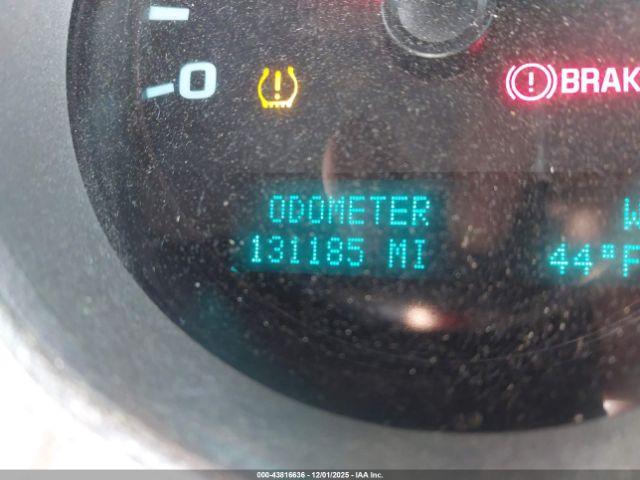 0
BRAK
ODOMETER
W
131185 MI
44°F
000-43816636 - 12/01/2025 - IAA Inc.